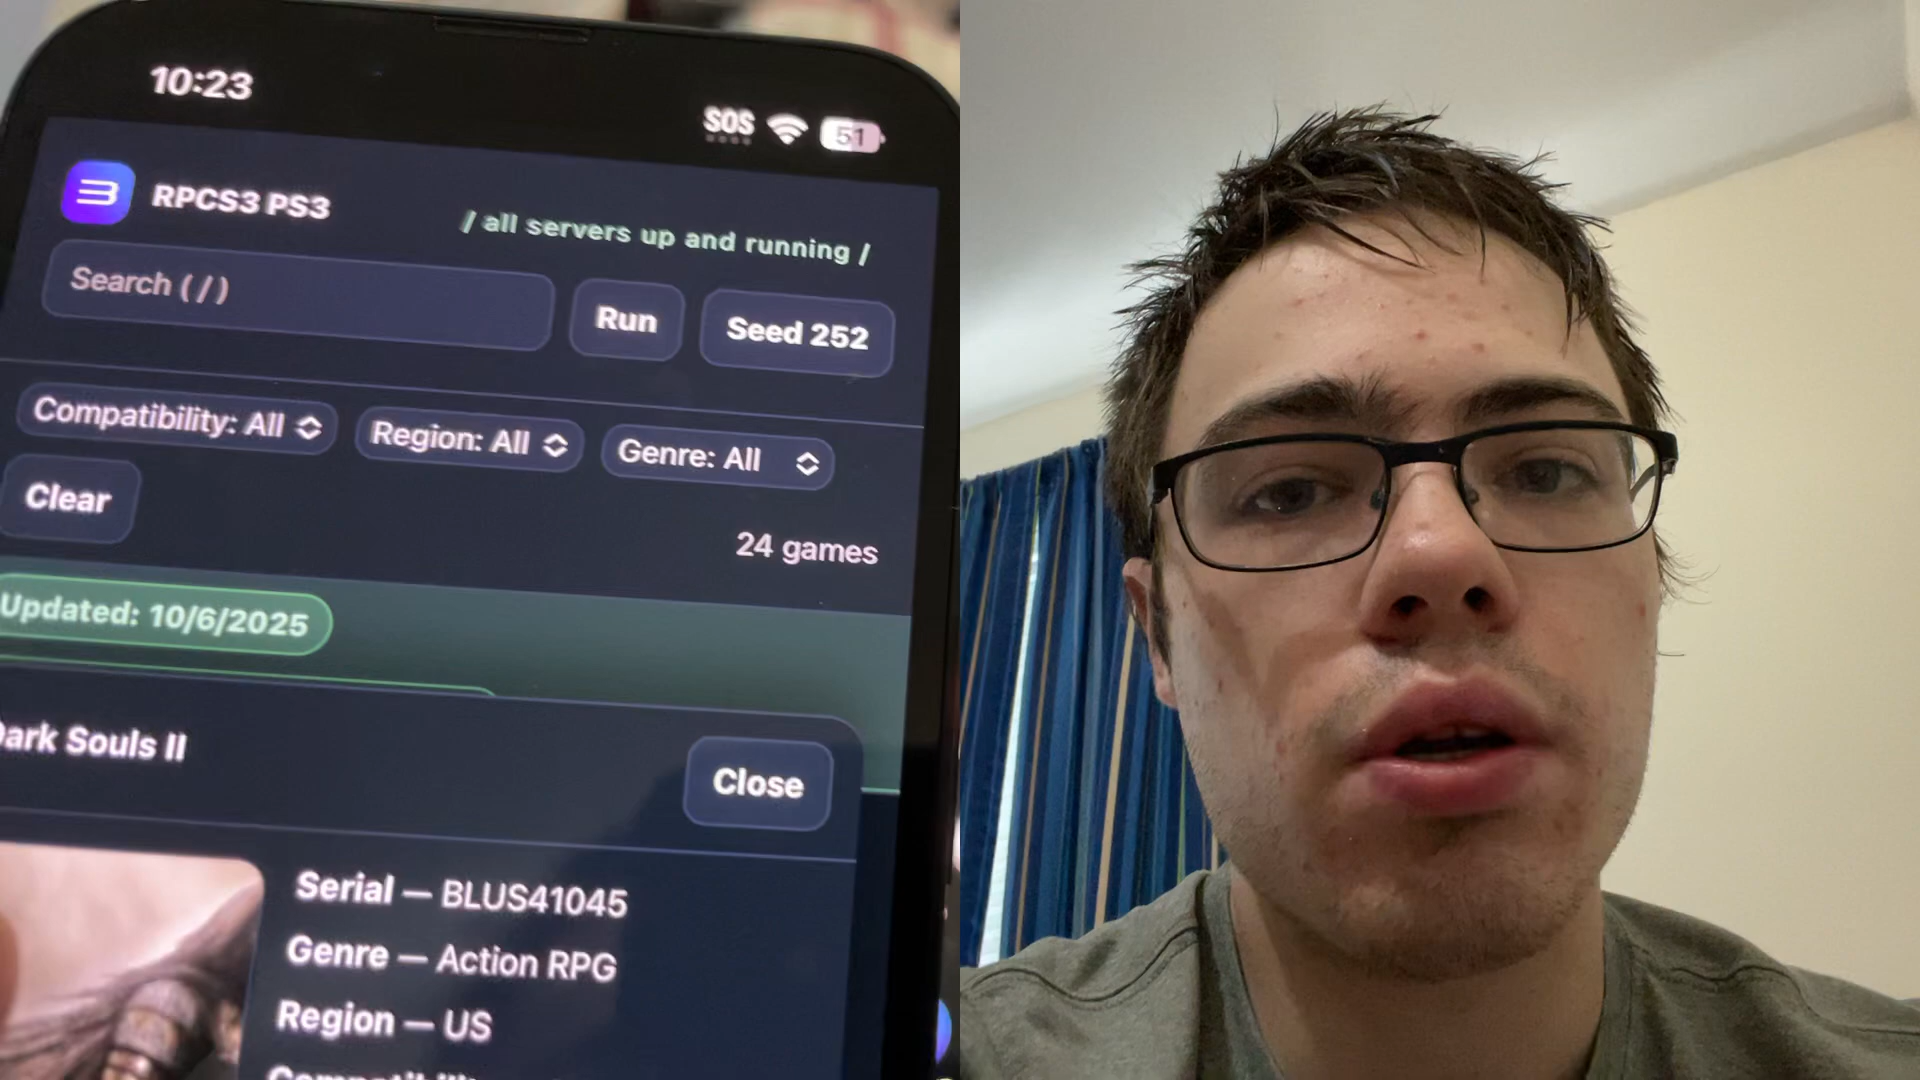 10:23
SOS
51
RPCS3 PS3
/ all servers up and running /
Search ( / )
Run
Seed 252
Compatibility: All
Region: All
Genre: All
Clear
24 games
Updated: 10/6/2025
Dark Souls II
Close
Serial — BLUS41045
Genre — Action RPG
Region — US